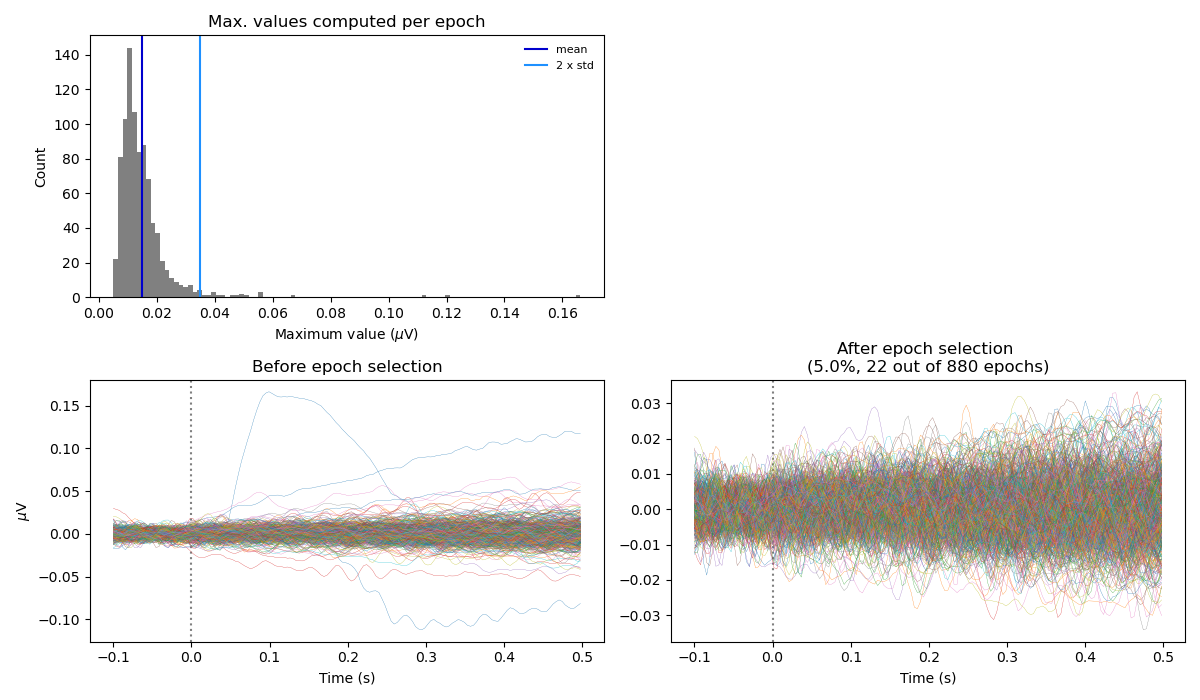 Max. values computed per epoch
140
120
100
80
60
40
20
0
Count
mean
2 x std
0.00 0.02 0.04 0.06 0.08 0.10 0.12 0.14 0.16
Maximum value (μV)
Before epoch selection
0.15
0.10
0.05
0.00
−0.05
−0.10
μV
−0.1 0.0 0.1 0.2 0.3 0.4 0.5
Time (s)
After epoch selection
(5.0%, 22 out of 880 epochs)
0.03
0.02
0.01
0.00
−0.01
−0.02
−0.03
−0.1 0.0 0.1 0.2 0.3 0.4 0.5
Time (s)